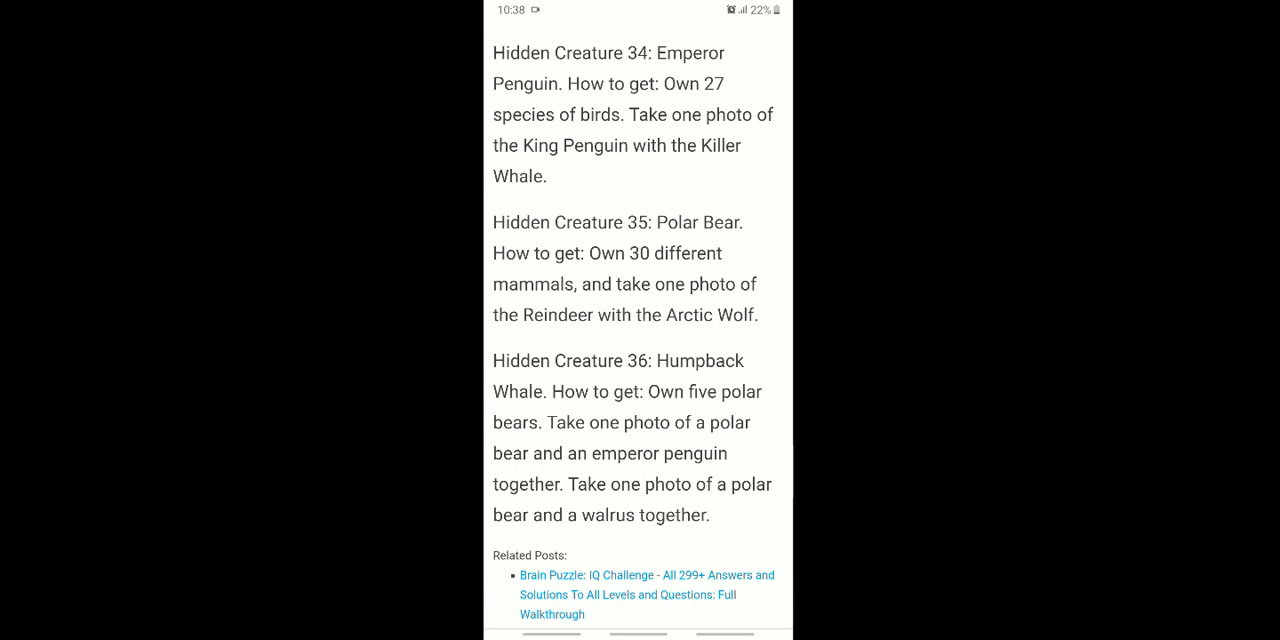 10:38
22%
Hidden Creature 34: Emperor
Penguin. How to get: Own 27
species of birds. Take one photo of
the King Penguin with the Killer
Whale.
Hidden Creature 35: Polar Bear.
How to get: Own 30 different
mammals, and take one photo of
the Reindeer with the Arctic Wolf.
Hidden Creature 36: Humpback
Whale. How to get: Own five polar
bears. Take one photo of a polar
bear and an emperor penguin
together. Take one photo of a polar
bear and a walrus together.
Related Posts:
Brain Puzzle: IQ Challenge - All 299+ Answers and
Solutions To All Levels and Questions: Full
Walkthrough